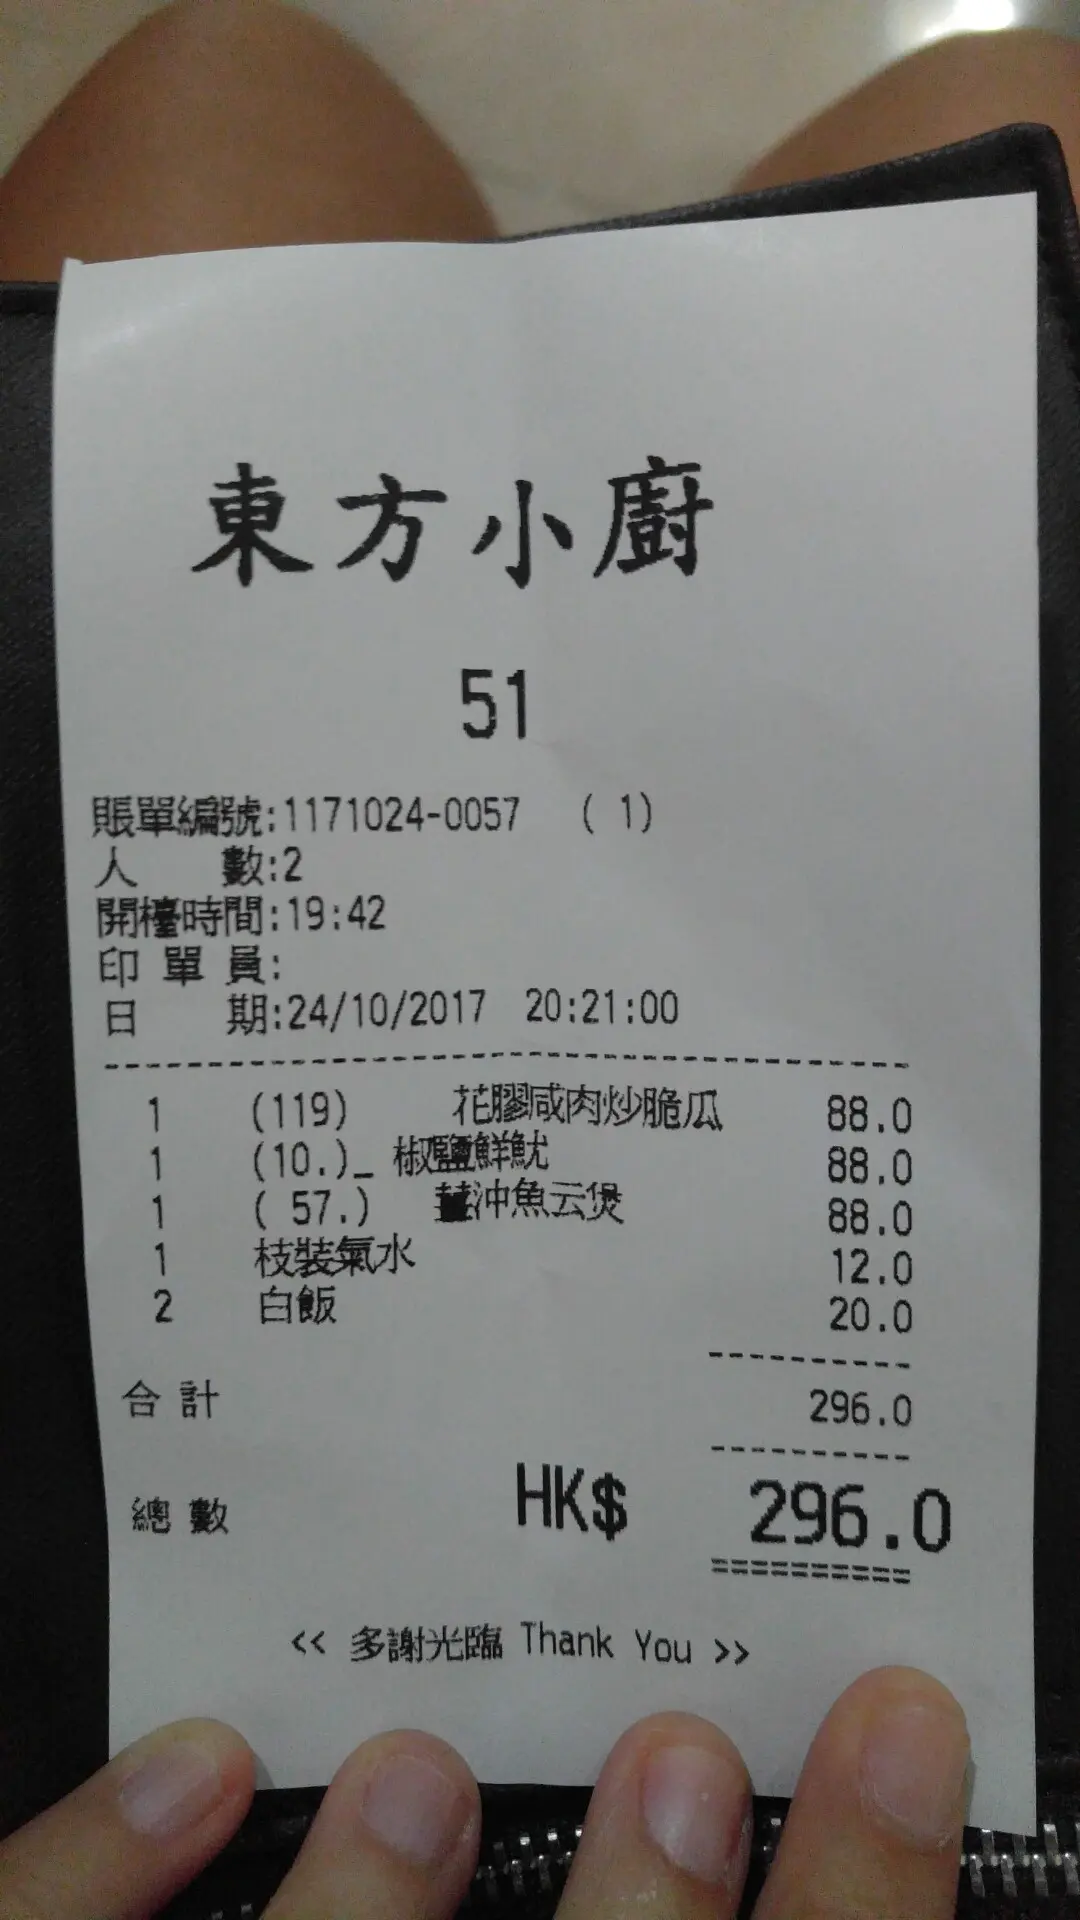 東方小廚
51
賬單編號:1171024-0057 ( 1)
人 數:2
開檯時間:19:42
印 單 員:
日 期:24/10/2017 20:21:00
1 (119) 花膠咸肉炒脆瓜 88.0
1 (10.)_ 椒鹽鮮魷 88.0
1 ( 57.) 薑沖魚云煲 88.0
1 枝裝氣水 12.0
2 白飯 20.0
合 計 296.0
總 數 HK$ 296.0
<< 多謝光臨 Thank You >>